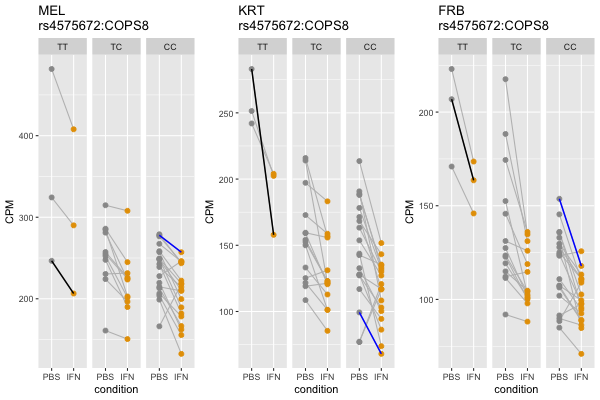 MEL
rs4575672:COPS8
TT TC CC
CPM
400
300
200
PBS IFN PBS IFN PBS IFN
condition
KRT
rs4575672:COPS8
TT TC CC
CPM
250
200
150
100
PBS IFN PBS IFN PBS IFN
condition
FRB
rs4575672:COPS8
TT TC CC
CPM
200
150
100
PBS IFN PBS IFN PBS IFN
condition